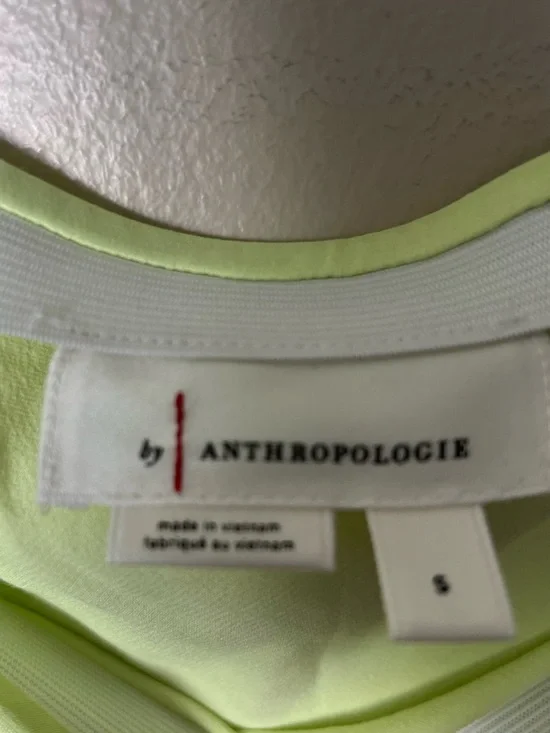 by ANTHROPOLOGIE
made in vietnam
fabriqué au vietnam
S